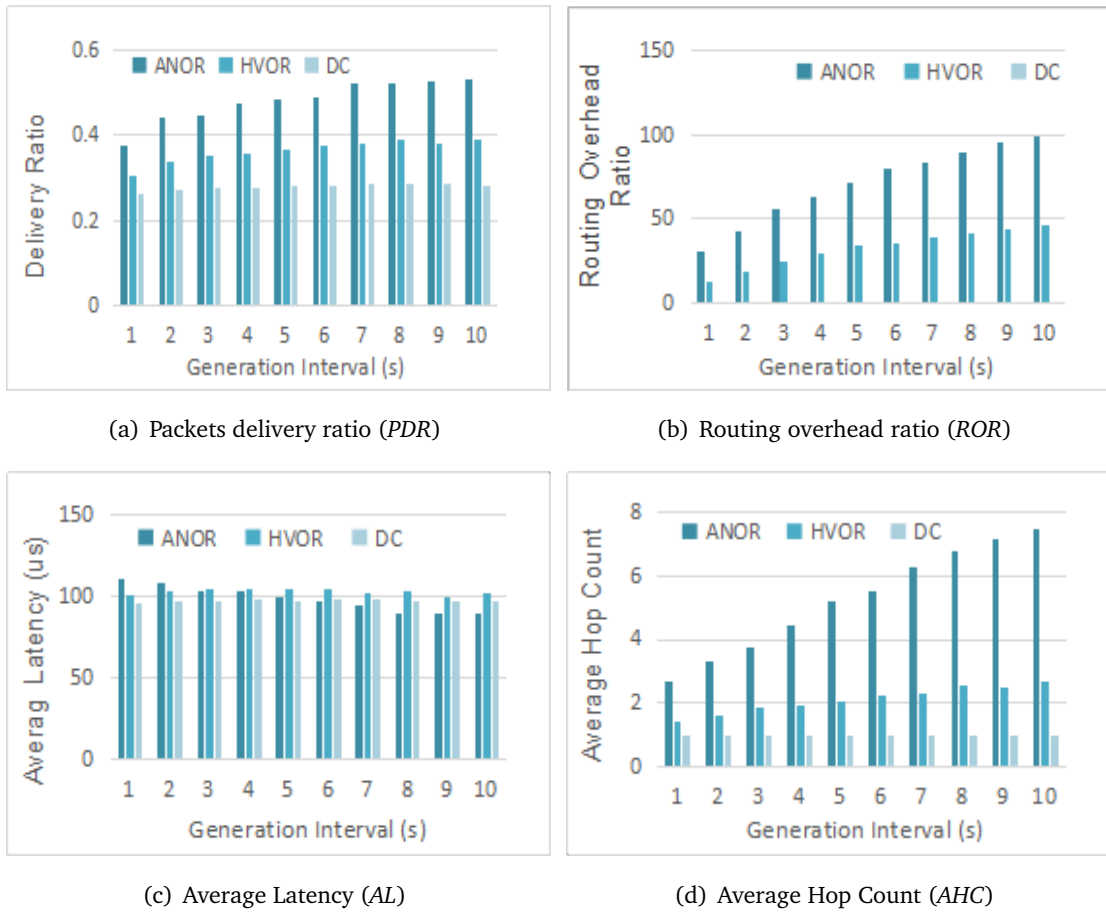 0.6
ANOR HVOR DC
0.4
0.2
0
Delivery Ratio
1 2 3 4 5 6 7 8 9 10
Generation Interval (s)
(a) Packets delivery ratio (PDR)
150
ANOR HVOR DC
100
50
0
Routing Overhead
Ratio
1 2 3 4 5 6 7 8 9 10
Generation Interval (s)
(b) Routing overhead ratio (ROR)
150
ANOR HVOR DC
100
50
0
Averag Latency (us)
1 2 3 4 5 6 7 8 9 10
Generation Interval (s)
(c) Average Latency (AL)
8
ANOR HVOR DC
6
4
2
0
Average Hop Count
1 2 3 4 5 6 7 8 9 10
Generation Interval (s)
(d) Average Hop Count (AHC)